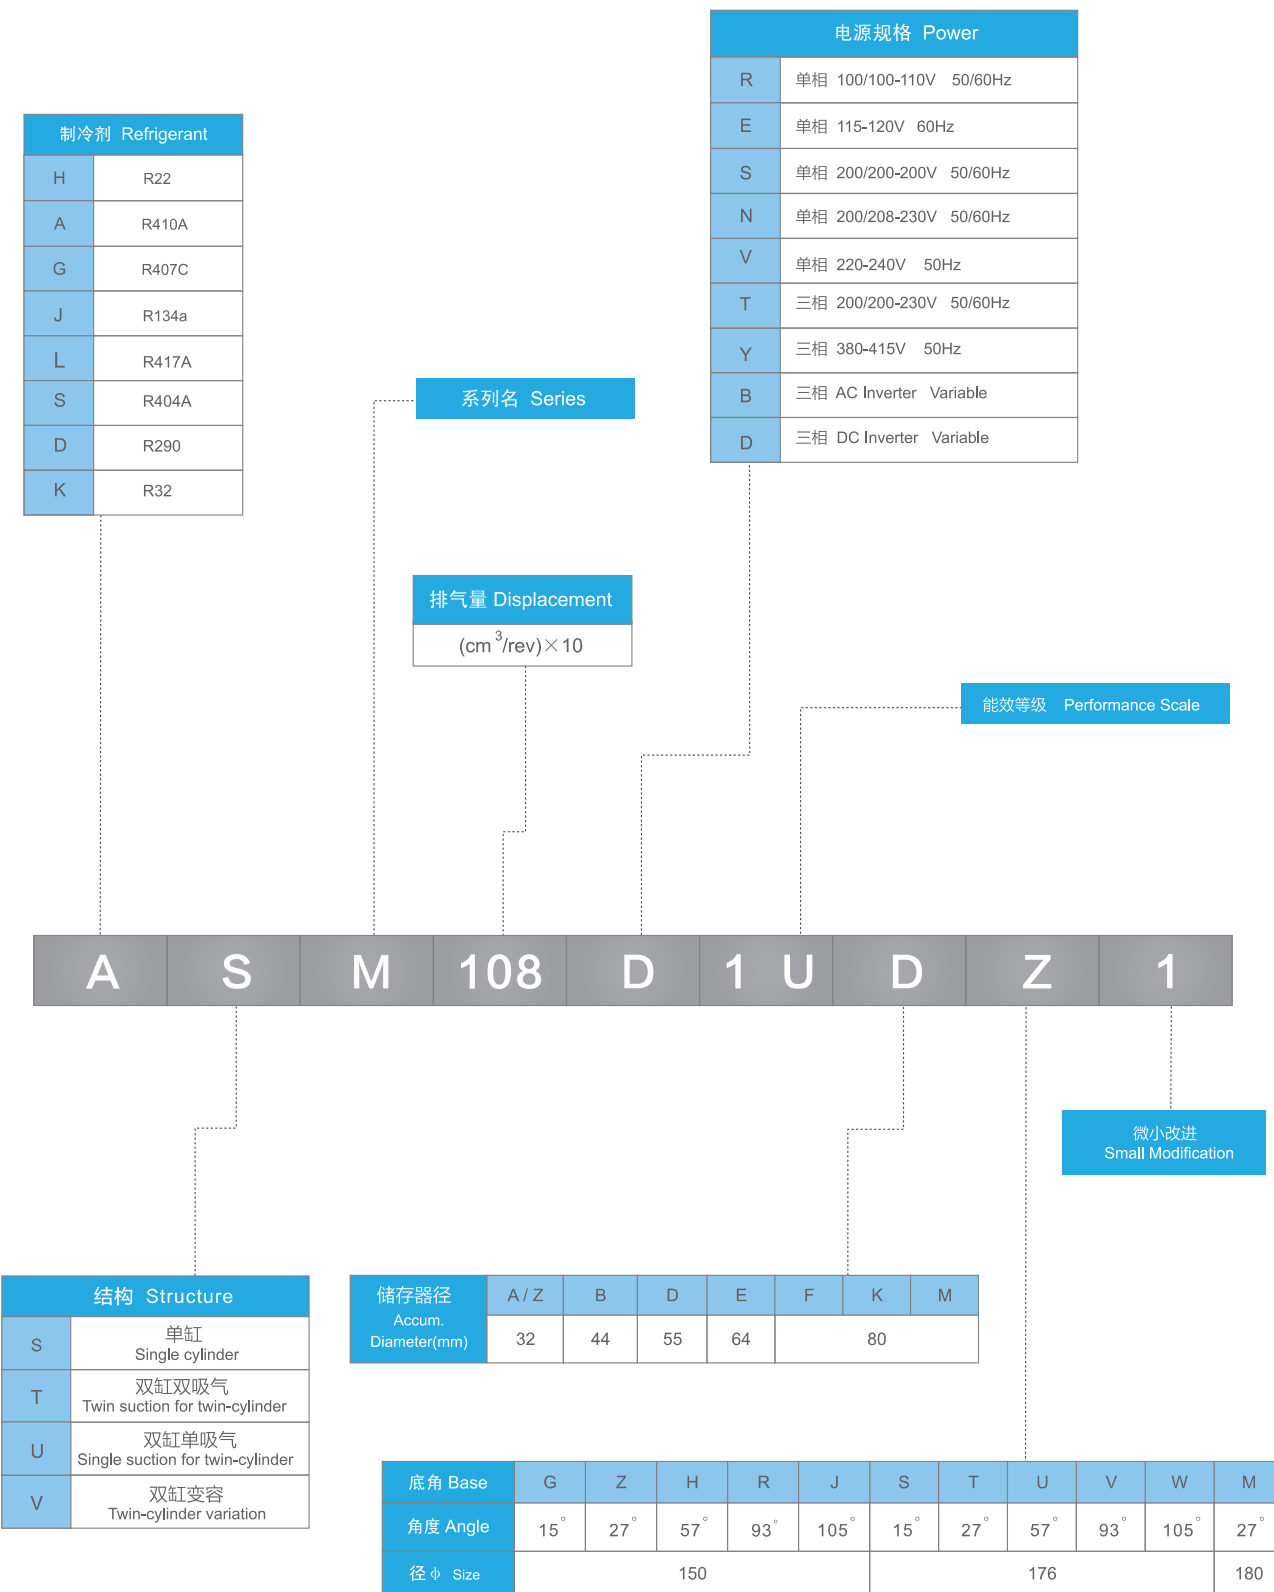 电源规格 Power
R 单相 100/100-110V 50/60Hz
E 单相 115-120V 60Hz
S 单相 200/200-200V 50/60Hz
N 单相 200/208-230V 50/60Hz
V 单相 220-240V 50Hz
T 三相 200/200-230V 50/60Hz
Y 三相 380-415V 50Hz
B 三相 AC Inverter Variable
D 三相 DC Inverter Variable
制冷剂 Refrigerant
H R22
A R410A
G R407C
J R134a
L R417A
S R404A
D R290
K R32
系列名 Series
排气量 Displacement
(cm³/rev)×10
能效等级 Performance Scale
A S M 108 D 1 U D Z 1
微小改进
Small Modification
结构 Structure
S 单缸
Single cylinder
T 双缸双吸气
Twin suction for twin-cylinder
U 双缸单吸气
Single suction for twin-cylinder
V 双缸变容
Twin-cylinder variation
储存器径 A / Z B D E F K M
Accum.
Diameter(mm) 32 44 55 64 80
底角 Base G Z H R J S T U V W M
角度 Angle 15° 27° 57° 93° 105° 15° 27° 57° 93° 105° 27°
径 ϕ Size 150 176 180